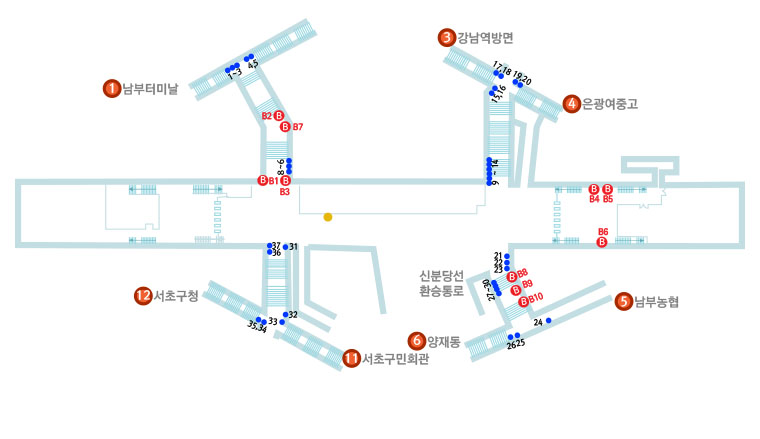 3 강남역방면
17,18
19,20
4,5
1~3
1 남부터미날
15,16
4 은광여중고
B B2
B B7
8~6
9~14
B B1
B
B3
B B
B4 B5
B6
B
37
36
31
21
22
23
신분당선
환승통로
B B8
B B9
B B10
30~27
12 서초구청
32
35,34
33
5 남부농협
24
6 양재동
26 25
11 서초구민회관